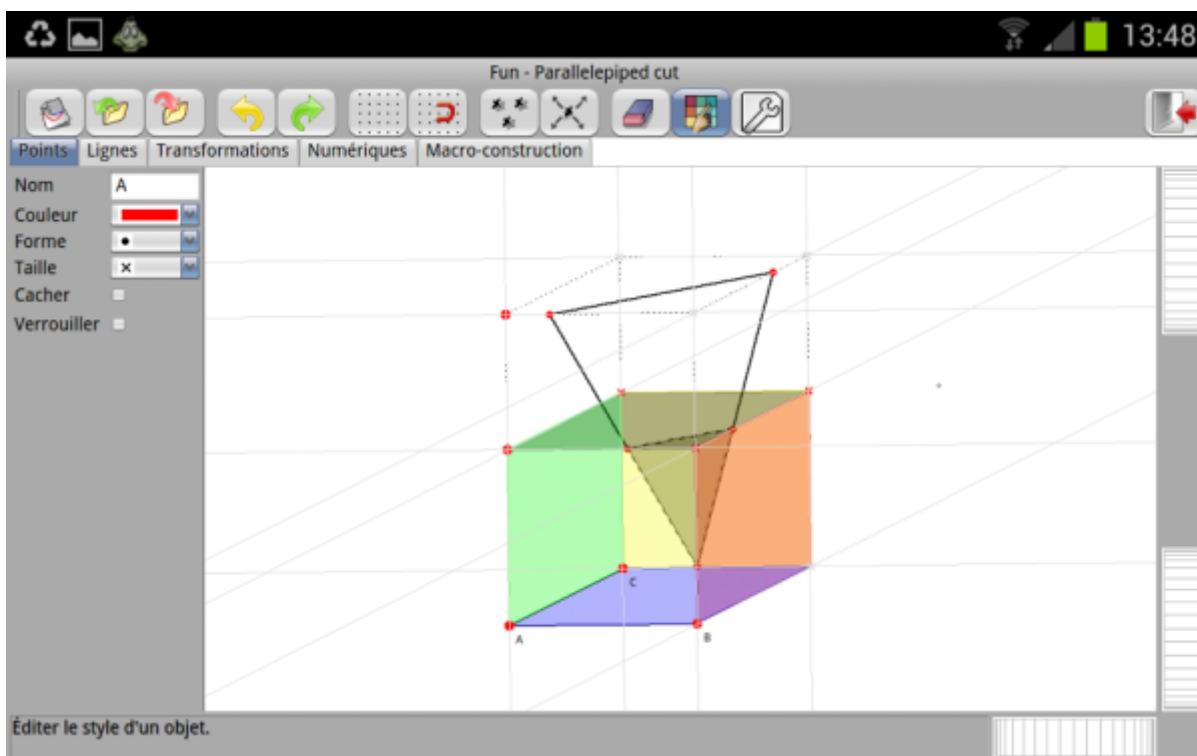 13:48
Fun - Parallelepiped cut
Points Lignes Transformations Numériques Macro-construction
Nom A
Couleur
Forme
Taille
Cacher
Verrouiller
C
A B
Éditer le style d'un objet.